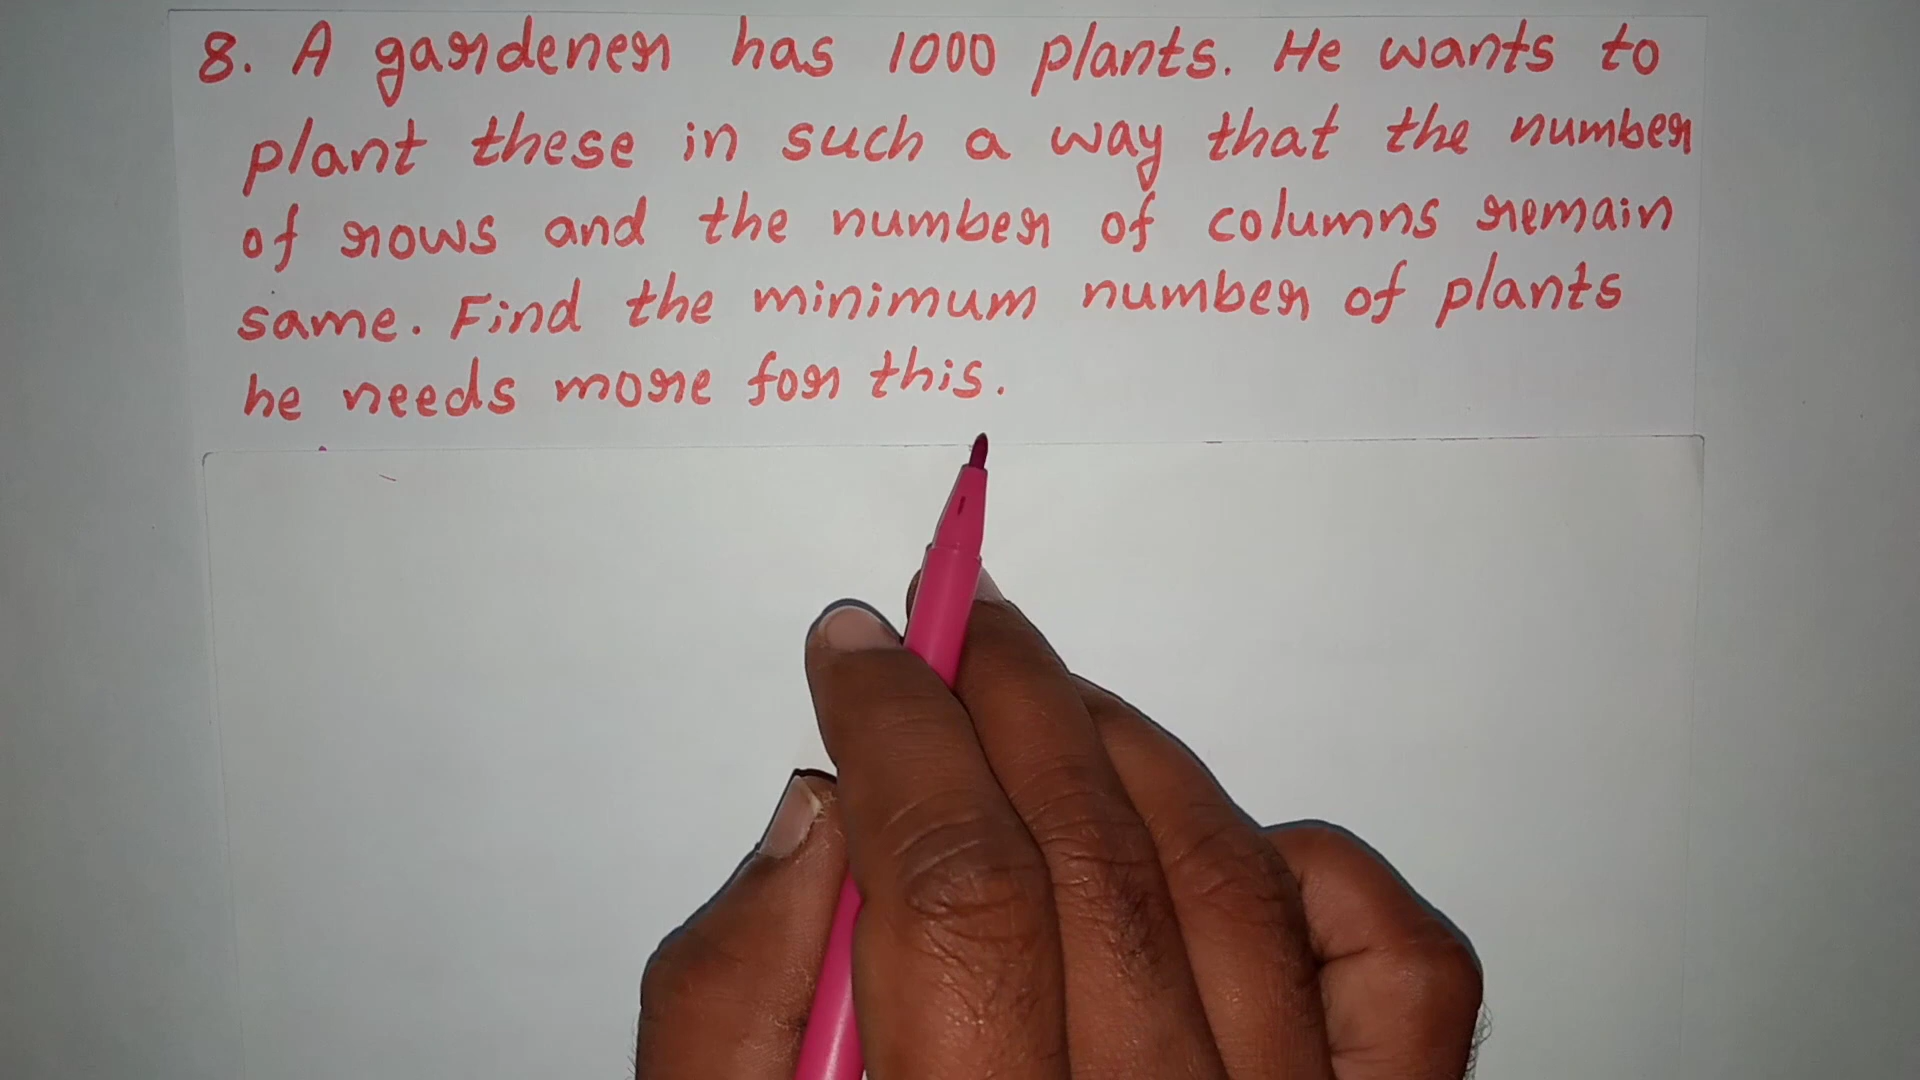 8. A gardener has 1000 plants. He wants to
plant these in such a way that the number
of rows and the number of columns remain
same. Find the minimum number of plants
he needs more for this.